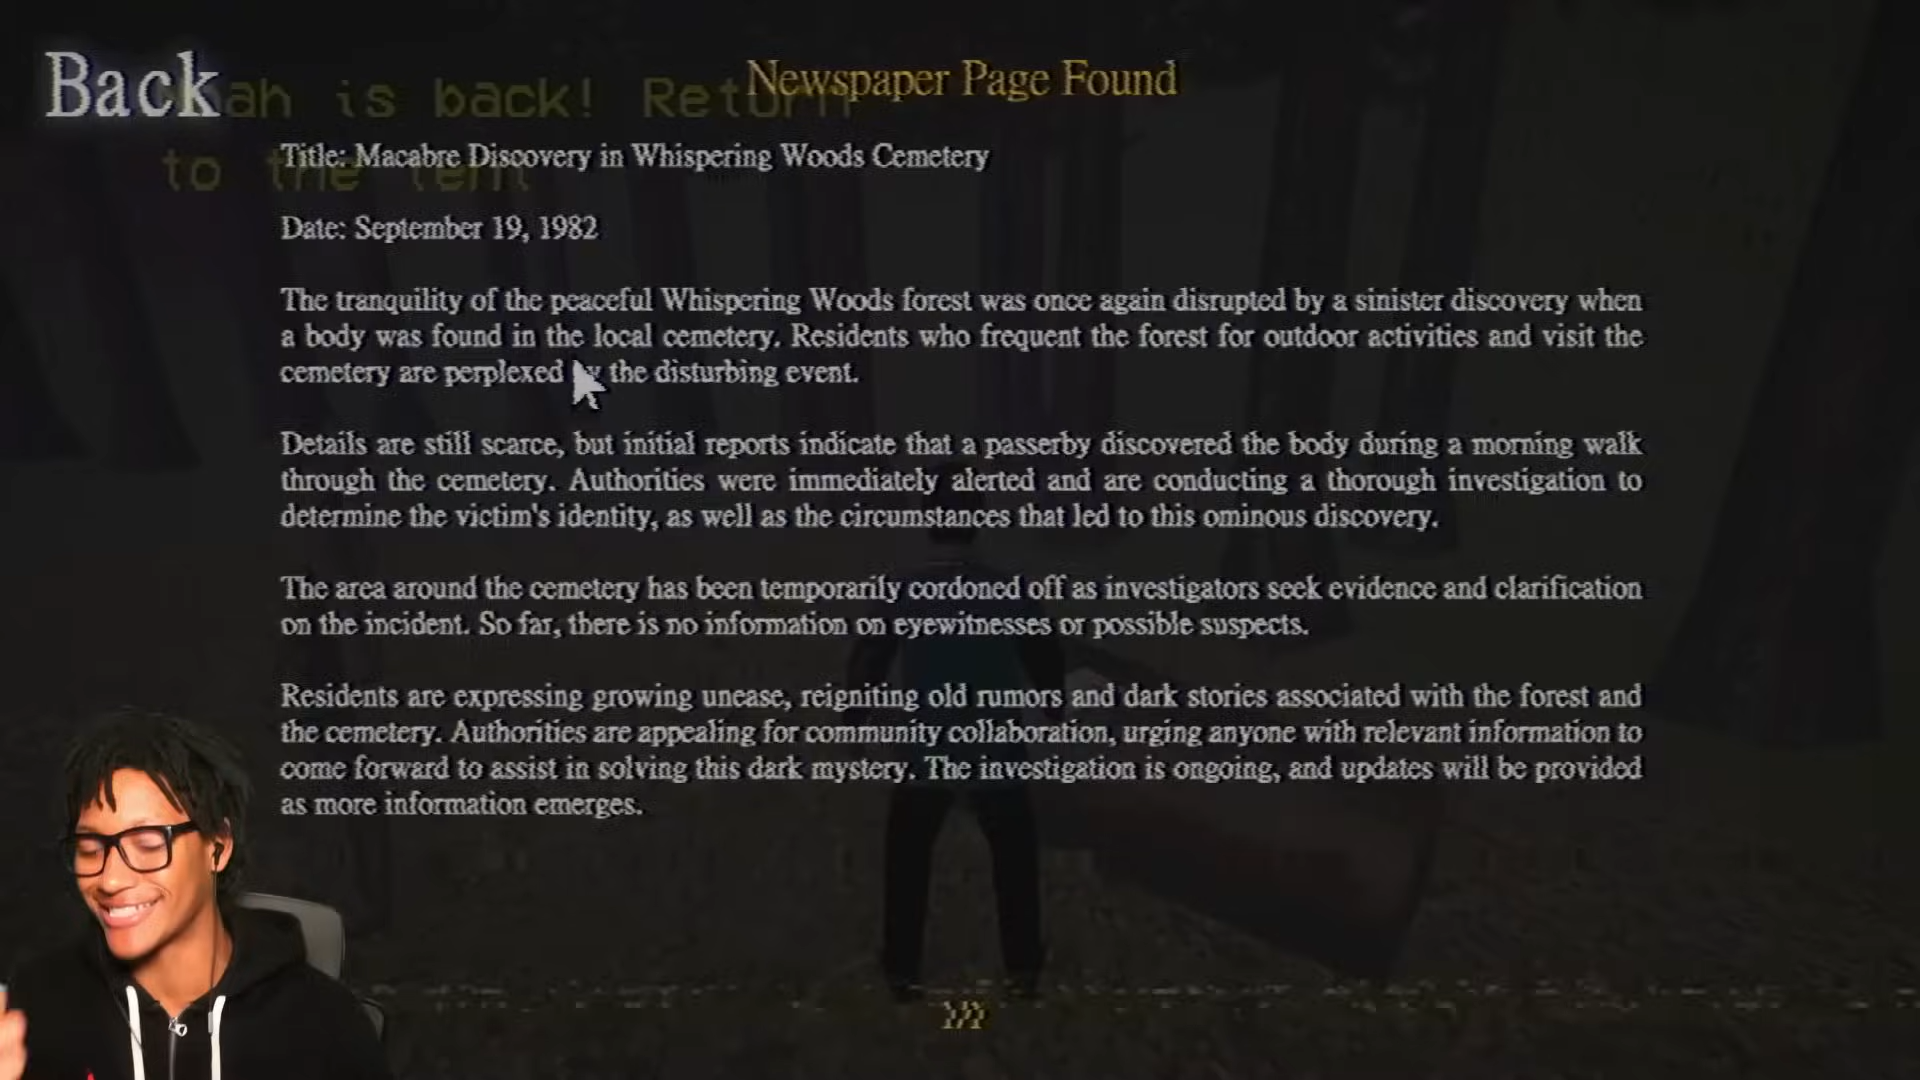 Back
ah is back! Return
Newspaper Page Found
to the tent
Title: Macabre Discovery in Whispering Woods Cemetery
Date: September 19, 1982
The tranquility of the peaceful Whispering Woods forest was once again disrupted by a sinister discovery when
a body was found in the local cemetery. Residents who frequent the forest for outdoor activities and visit the
cemetery are perplexed by the disturbing event.
Details are still scarce, but initial reports indicate that a passerby discovered the body during a morning walk
through the cemetery. Authorities were immediately alerted and are conducting a thorough investigation to
determine the victim's identity, as well as the circumstances that led to this ominous discovery.
The area around the cemetery has been temporarily cordoned off as investigators seek evidence and clarification
on the incident. So far, there is no information on eyewitnesses or possible suspects.
Residents are expressing growing unease, reigniting old rumors and dark stories associated with the forest and
the cemetery. Authorities are appealing for community collaboration, urging anyone with relevant information to
come forward to assist in solving this dark mystery. The investigation is ongoing, and updates will be provided
as more information emerges.